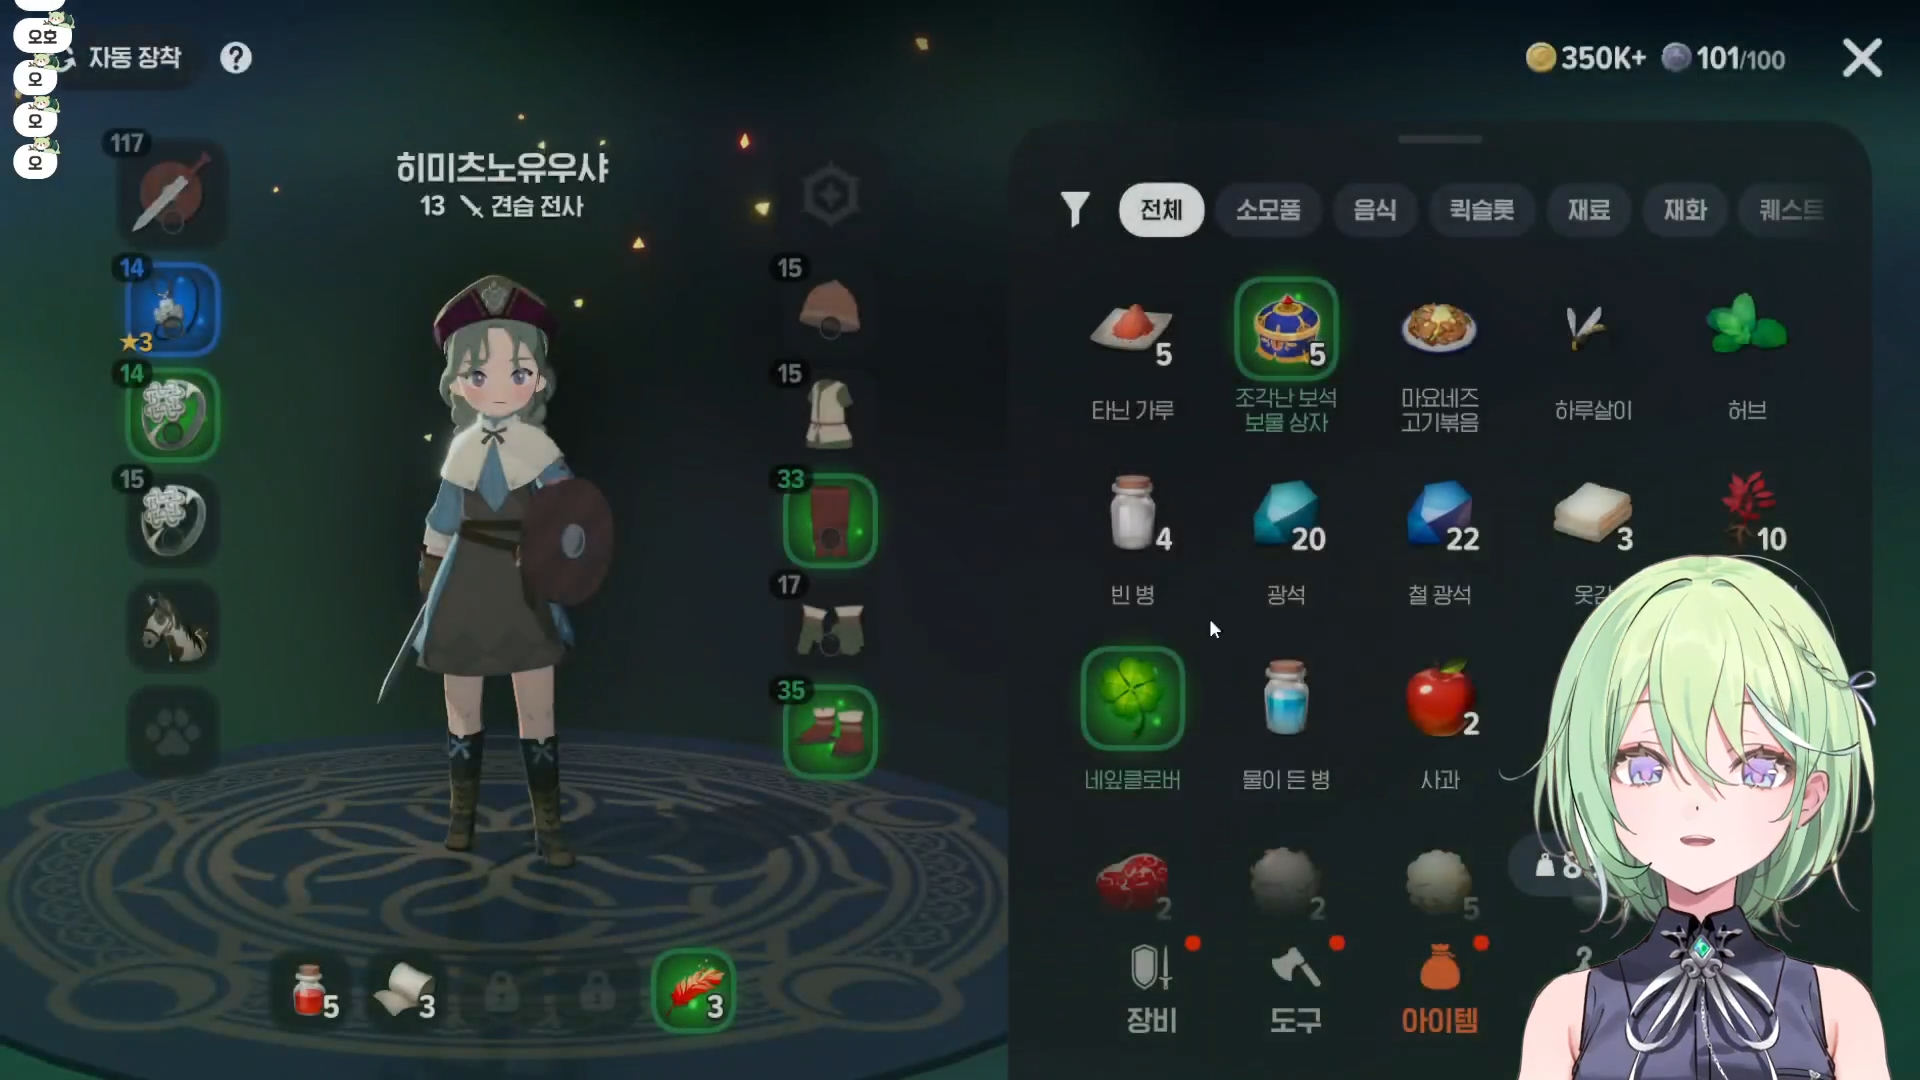 오호
오
오
오
자동 장착
?
350K+
101/100
117
14
★3
14
15
히미츠노유우샤
13 견습 전사
15
15
33
17
35
5
3
3
전체
소모품
음식
퀵슬롯
재료
재화
퀘스트
5
타닌 가루
5
조각난 보석
보물 상자
마요네즈
고기볶음
하루살이
허브
4
빈 병
20
광석
22
철 광석
3
옷감
10
네잎클로버
물이 든 병
2
사과
2
2
5
8
장비
도구
아이템